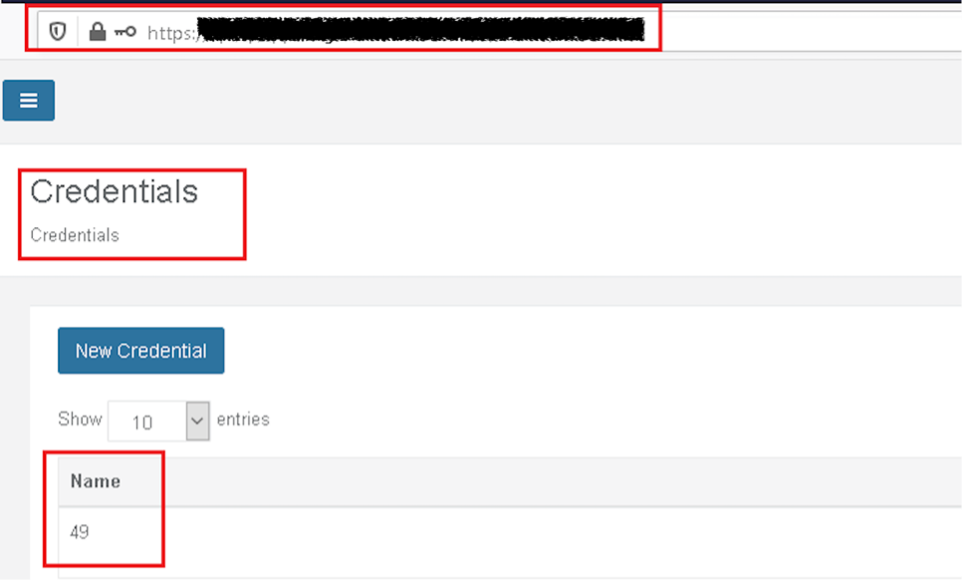 https:/
Credentials
Credentials
New Credential
Show 10 entries
Name
49